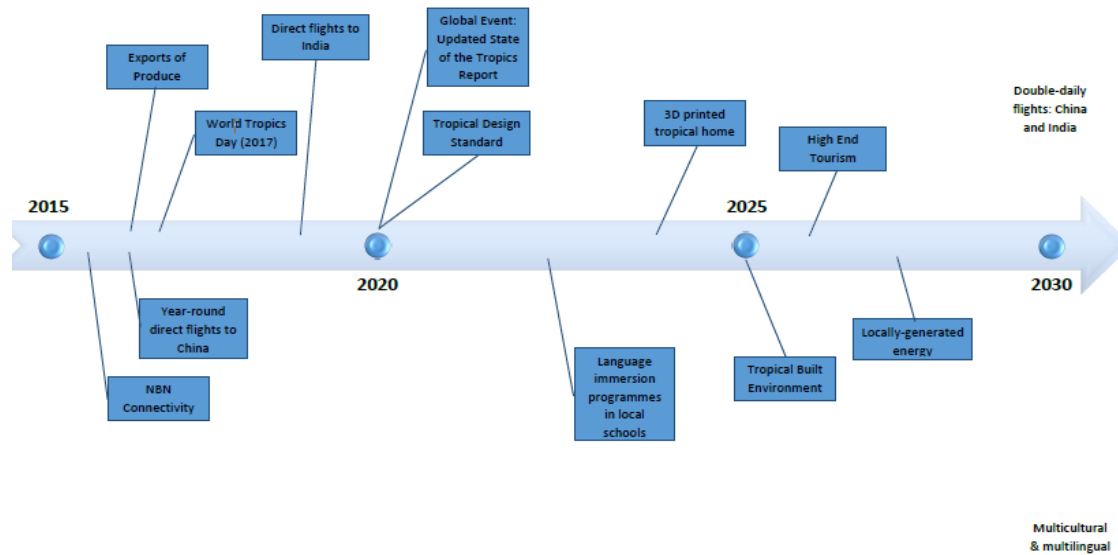 Direct flights to
India
Global Event:
Updated State
of the Tropics
Report
Exports of
Produce
World Tropics
Day (2017)
Tropical Design
Standard
3D printed
tropical home
High End
Tourism
Double-daily
flights: China
and India
2015
2025
2020
2030
Year-round
direct flights to
China
NBN
Connectivity
Language
immersion
programmes
in local
schools
Tropical Built
Environment
Locally-generated
energy
Multicultural
& multilingual